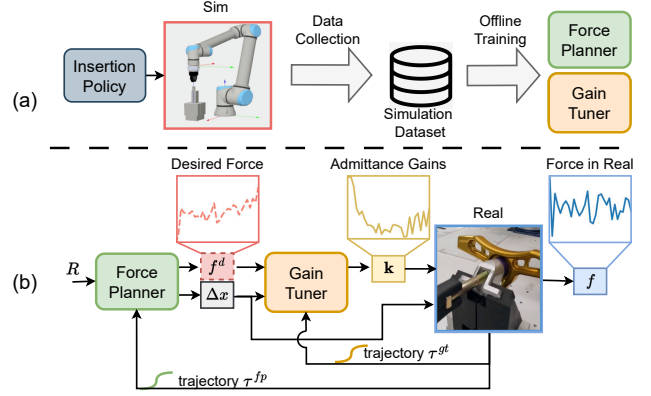 Sim
Data
Collection
Offline
Training
Insertion
Policy
Force
Planner
Gain
Tuner
Simulation
Dataset
(a)
Desired Force
Admittance Gains
Force in Real
Real
(b)
R
Force
Planner
f^d
Δx
Gain
Tuner
k
f
trajectory τ^{gt}
trajectory τ^{fp}